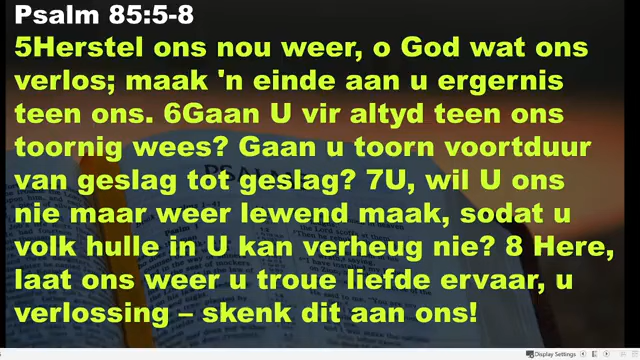 Psalm 85:5-8
5Herstel ons nou weer, o God wat ons
verlos; maak 'n einde aan u ergernis
teen ons. 6Gaan U vir altyd teen ons
toornig wees? Gaan u toorn voortduur
van geslag tot geslag? 7U, wil U ons
nie maar weer lewend maak, sodat u
volk hulle in U kan verheug nie? 8 Here,
laat ons weer u troue liefde ervaar, u
verlossing – skenk dit aan ons!
Display Settings